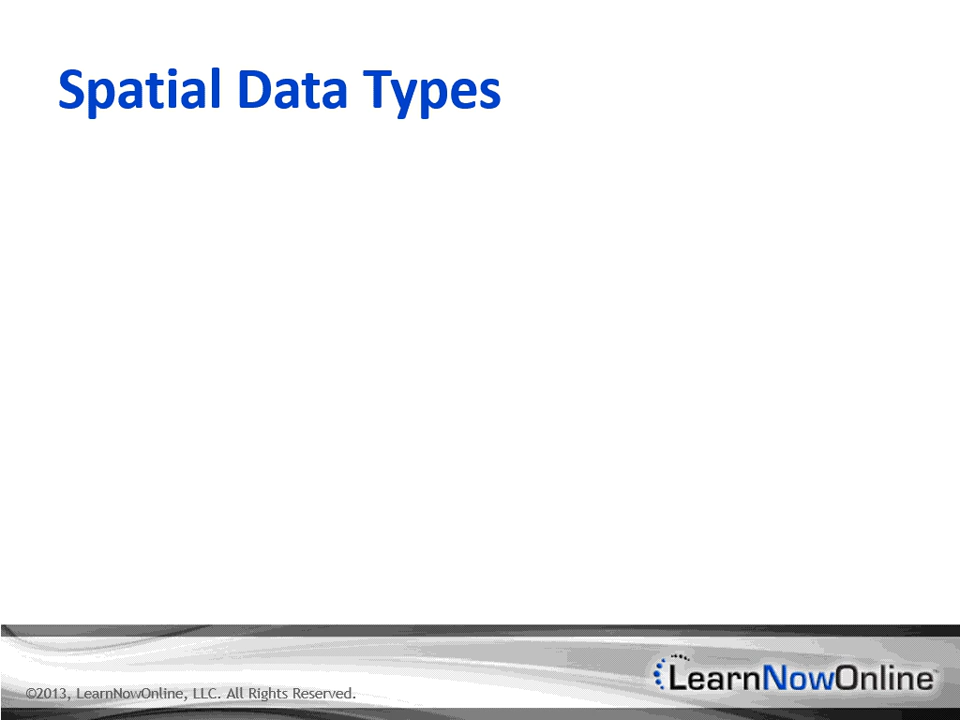 Spatial Data Types
©2013, LearnNowOnline, LLC. All Rights Reserved.
LearnNowOnline